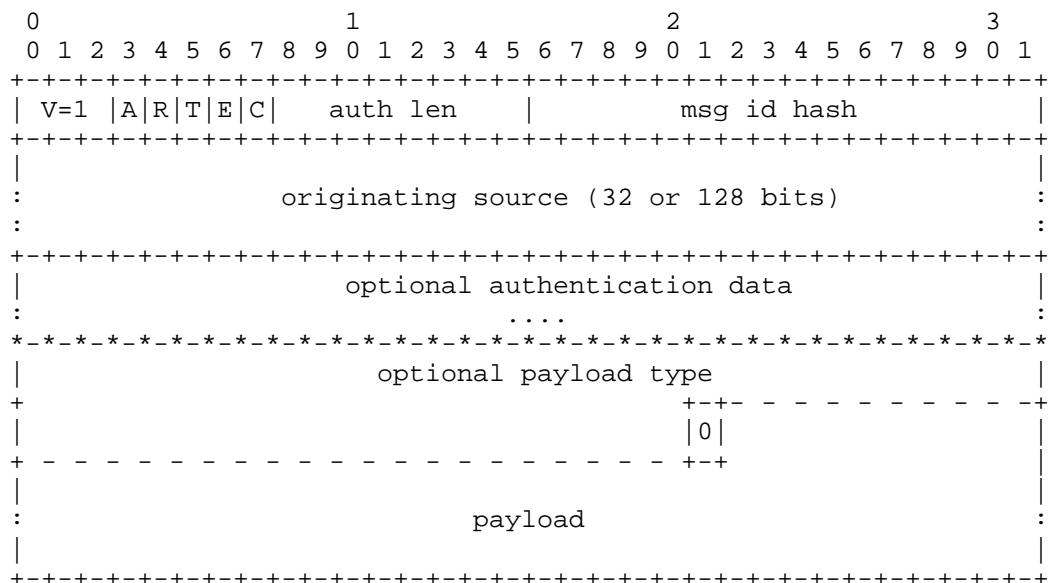 0                   1                   2                   3
 0 1 2 3 4 5 6 7 8 9 0 1 2 3 4 5 6 7 8 9 0 1 2 3 4 5 6 7 8 9 0 1
+-+-+-+-+-+-+-+-+-+-+-+-+-+-+-+-+-+-+-+-+-+-+-+-+-+-+-+-+-+-+-+-+
| V=1 |A|R|T|E|C|   auth len    |         msg id hash           |
+-+-+-+-+-+-+-+-+-+-+-+-+-+-+-+-+-+-+-+-+-+-+-+-+-+-+-+-+-+-+-+-+
|                                                               |
:                originating source (32 or 128 bits)            :
:                                                               :
+-+-+-+-+-+-+-+-+-+-+-+-+-+-+-+-+-+-+-+-+-+-+-+-+-+-+-+-+-+-+-+-+
|                    optional authentication data               |
:                              ....                             :
*-*-*-*-*-*-*-*-*-*-*-*-*-*-*-*-*-*-*-*-*-*-*-*-*-*-*-*-*-*-*-*-*
|                      optional payload type                    |
+                                         +-+- - - - - - - - - -+
|                                         |0|                   |
+ - - - - - - - - - - - - - - - - - - - - +-+                   |
|                                                               |
:                            payload                            :
|                                                               |
+-+-+-+-+-+-+-+-+-+-+-+-+-+-+-+-+-+-+-+-+-+-+-+-+-+-+-+-+-+-+-+-+